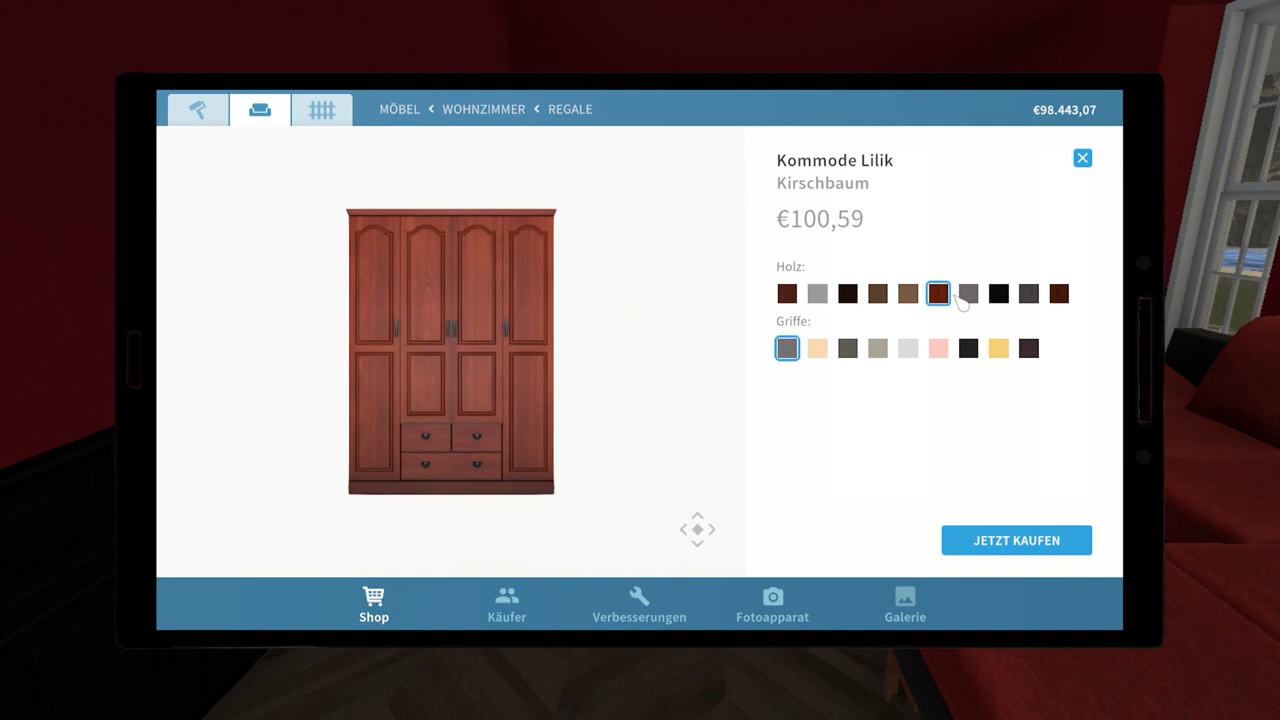 MÖBEL < WOHNZIMMER < REGALE
€98.443,07
Kommode Lilik
Kirschbaum
€100,59
Holz:
Griffe:
JETZT KAUFEN
Shop
Käufer
Verbesserungen
Fotoapparat
Galerie